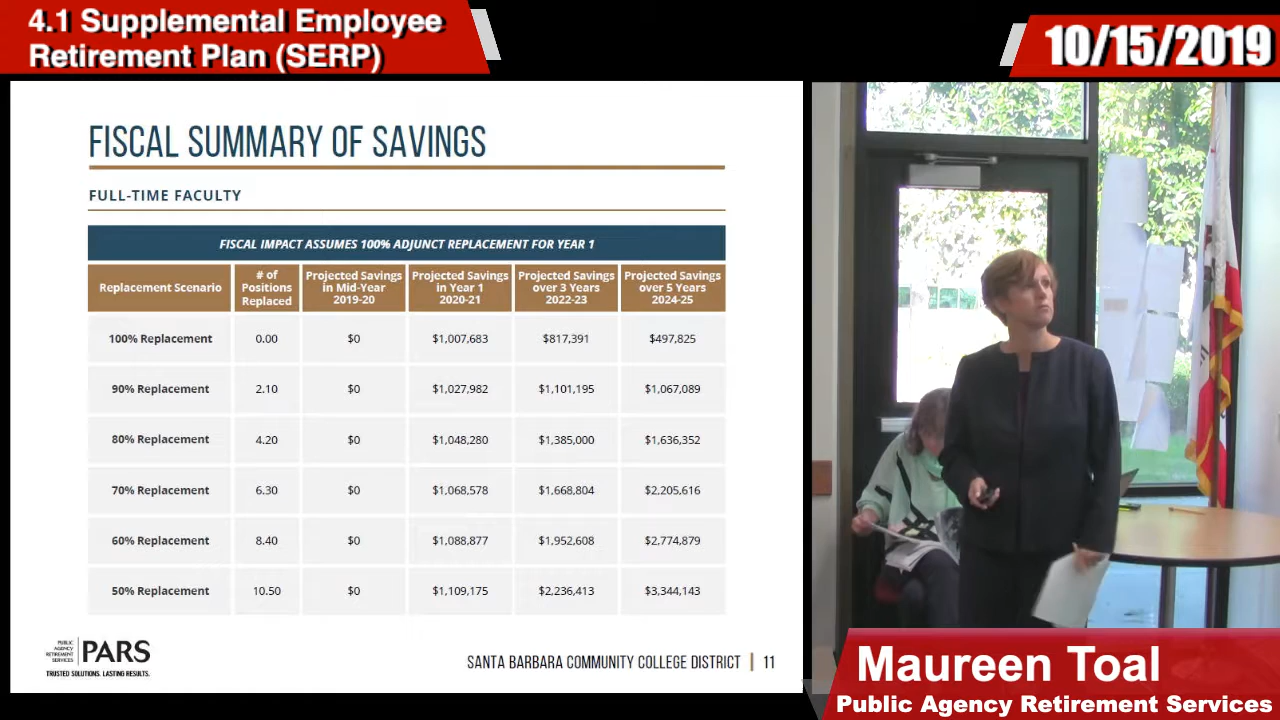 4.1 Supplemental Employee
Retirement Plan (SERP)
10/15/2019
FISCAL SUMMARY OF SAVINGS
FULL-TIME FACULTY
FISCAL IMPACT ASSUMES 100% ADJUNCT REPLACEMENT FOR YEAR 1
Replacement Scenario
# of
Positions
Replaced
Projected Savings
in Mid-Year
2019-20
Projected Savings
in Year 1
2020-21
Projected Savings
over 3 Years
2022-23
Projected Savings
over 5 Years
2024-25
100% Replacement 0.00 $0 $1,007,683 $817,391 $497,825
90% Replacement 2.10 $0 $1,027,982 $1,101,195 $1,067,089
80% Replacement 4.20 $0 $1,048,280 $1,385,000 $1,636,352
70% Replacement 6.30 $0 $1,068,578 $1,668,804 $2,205,616
60% Replacement 8.40 $0 $1,088,877 $1,952,608 $2,774,879
50% Replacement 10.50 $0 $1,109,175 $2,236,413 $3,344,143
PUBLIC
AGENCY
RETIREMENT
SERVICES
PARS
TRUSTED SOLUTIONS. LASTING RESULTS.
SANTA BARBARA COMMUNITY COLLEGE DISTRICT | 11
Maureen Toal
Public Agency Retirement Services